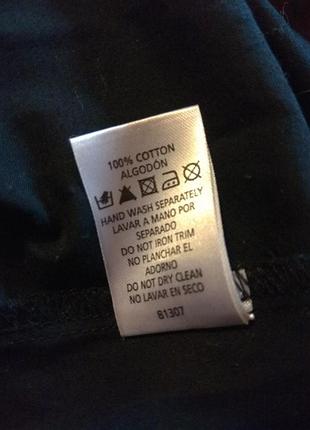 100% COTTON
ALGODÓN
HAND WASH SEPARATELY
LAVAR A MANO POR
SEPARADO
DO NOT IRON TRIM
NO PLANCHAR EL
ADORNO
DO NOT DRY CLEAN
NO LAVAR EN SECO
81307